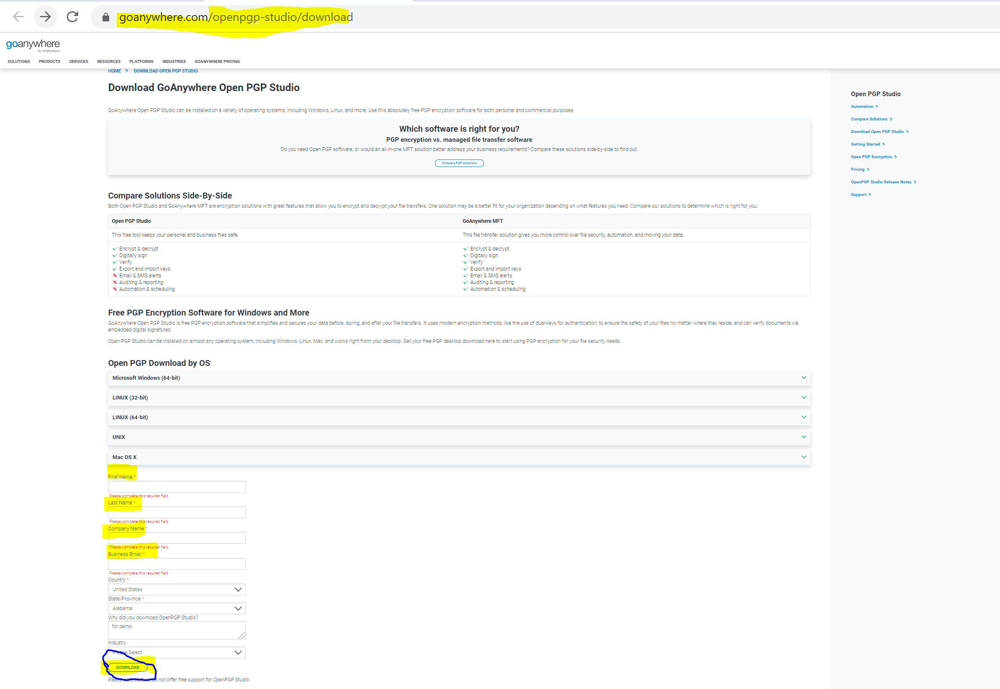 goanywhere.com/openpgp-studio/download
goanywhere
by HelpSystems
SOLUTIONS PRODUCTS SERVICES RESOURCES PLATFORMS INDUSTRIES GOANYWHERE PRICING
HOME > DOWNLOAD OPEN PGP STUDIO
Download GoAnywhere Open PGP Studio
GoAnywhere Open PGP Studio can be installed on a variety of operating systems, including Windows, Linux, and more. Use this absolutely free PGP encryption software for both personal and commercial purposes.
Which software is right for you?
PGP encryption vs. managed file transfer software
Do you need Open PGP software, or would an all-in-one MFT solution better address your business requirements? Compare these solutions side-by-side to find out.
Compare PGP Solutions
Compare Solutions Side-By-Side
Both Open PGP Studio and GoAnywhere MFT are encryption solutions with great features that allow you to encrypt and decrypt your file transfers. One solution may be a better fit for your organization depending on what features you need. Compare our solutions to determine which is right for you:
Open PGP Studio GoAnywhere MFT
This free tool keeps your personal and business files safe. This file transfer solution gives you more control over file security, automation, and moving your data.
Encrypt & decrypt Encrypt & decrypt
Digitally sign Digitally sign
Verify Verify
Export and import keys Export and import keys
Email & SMS alerts Email & SMS alerts
Auditing & reporting Auditing & reporting
Automation & scheduling Automation & scheduling
Free PGP Encryption Software for Windows and More
GoAnywhere Open PGP Studio is free PGP encryption software that simplifies and secures your data before, during, and after your file transfers. It uses modern encryption methods, like the use of dual-keys for authentication, to ensure the safety of your files no matter where they reside, and can verify documents via
embedded digital signatures.
Open PGP Studio can be installed on almost any operating system, including Windows, Linux, Mac, and works right from your desktop. Get your free PGP desktop download here to start using PGP encryption for your file security needs.
Open PGP Download by OS
Microsoft Windows (64-bit)
LINUX (32-bit)
LINUX (64-bit)
UNIX
Mac OS X
First Name *
Please complete this required field.
Last Name *
Please complete this required field.
Company Name *
Please complete this required field.
Business Email *
Please complete this required field.
Country *
United States
State/Province *
Alabama
Why did you download OpenPGP Studio?
for demo
Industry
Please Select
DOWNLOAD
Please note that we do not offer free support for OpenPGP Studio.
Open PGP Studio
Automation >
Compare Solutions >
Download Open PGP Studio >
Getting Started >
Open PGP Encryption >
Pricing >
OpenPGP Studio Release Notes >
Support >